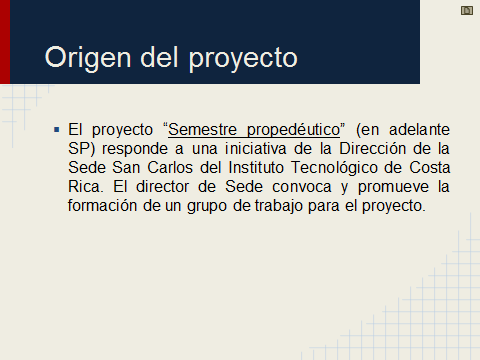 Origen del proyecto
El proyecto “Semestre propedéutico” (en adelante
SP) responde a una iniciativa de la Dirección de la
Sede San Carlos del Instituto Tecnológico de Costa
Rica. El director de Sede convoca y promueve la
formación de un grupo de trabajo para el proyecto.